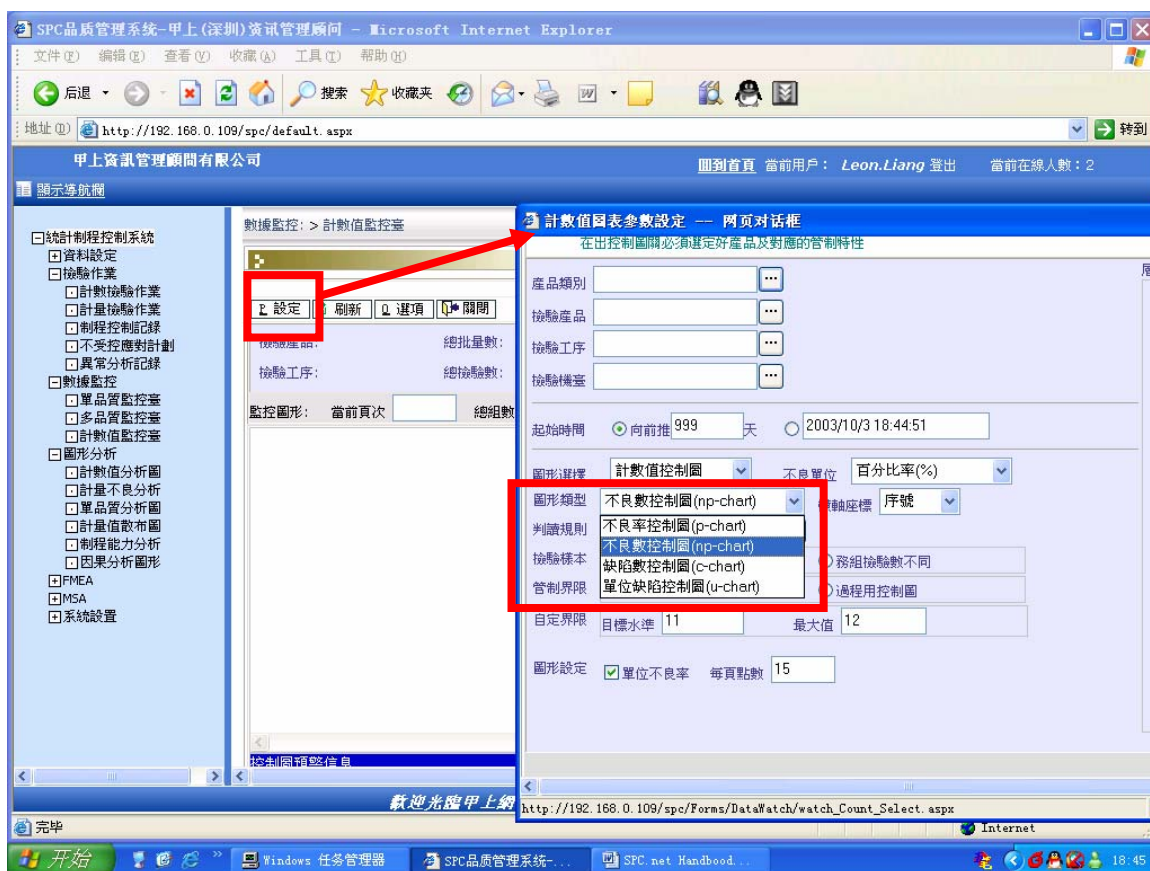 SPC品质管理系统-甲上(深圳)资讯管理顾问 - Microsoft Internet Explorer
文件(F) 编辑(E) 查看(V) 收藏(A) 工具(T) 帮助(H)
后退 搜索 收藏夹
地址(D) http://192.168.0.109/spc/default.aspx 转到
甲上資訊管理顧問有限公司 回到首頁 當前用戶： Leon.Liang 登出 當前在線人數：2
顯示導航欄
統計制程控制系統
資料設定
檢驗作業
計數檢驗作業
計量檢驗作業
制程控制記錄
不受控應對計劃
異常分析記錄
數據監控
單品質監控臺
多品質監控臺
計數值監控臺
圖形分析
計數值分析圖
計量不良分析
單品質分析圖
計量值散布圖
制程能力分析
因果分析圖形
FMEA
MSA
系統設置
數據監控: > 計數值監控臺
P 設定 刷新 O 選項 關閉
檢驗產品: 總批量數:
檢驗工序: 總檢驗數:
監控圖形: 當前頁次 總組數
控制圖預警信息
計數值圖表參數設定 -- 网页对话框
在出控制圖關必須選定好產品及對應的管制特性
產品類別 ...
檢驗產品 ...
檢驗工序 ...
檢驗機臺 ...
起始時間 向前推 999 天 2003/10/3 18:44:51
圖形選擇 計數值控制圖 不良單位 百分比率(%)
圖形類型 不良數控制圖(np-chart) 橫軸座標 序號
判讀規則 不良率控制圖(p-chart)
不良數控制圖(np-chart)
檢驗樣本 缺陷數控制圖(c-chart) 務組檢驗數不同
管制界限 單位缺陷控制圖(u-chart) 過程用控制圖
自定界限 目標水準 11 最大值 12
圖形設定 單位不良率 每頁點數 15
歡迎光臨甲上網
http://192.168.0.109/spc/Forms/DataWatch/watch_Count_Select.aspx
完毕 Internet
开始 Windows 任务管理器 SPC品质管理系统-... SPC.net Handbood... 18:45